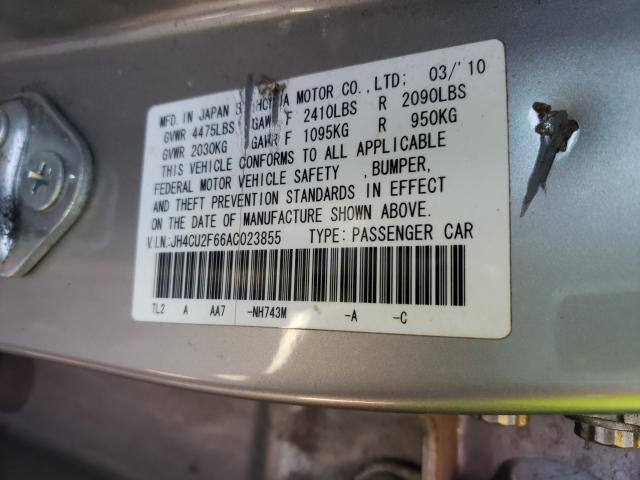 MFD. IN JAPAN B HONDA MOTOR CO.,LTD; 03/'10
GVWR 4475LBS GAWR F 2410LBS R 2090LBS
GVWR 2030KG GAWR F 1095KG R 950KG
THIS VEHICLE CONFORMS TO ALL APPLICABLE
FEDERAL MOTOR VEHICLE SAFETY ,BUMPER,
AND THEFT PREVENTION STANDARDS IN EFFECT
ON THE DATE OF MANUFACTURE SHOWN ABOVE.
V.I.N.:JH4CU2F66AC023855 TYPE: PASSENGER CAR
TL2 A AA7 -NH743M -A -C